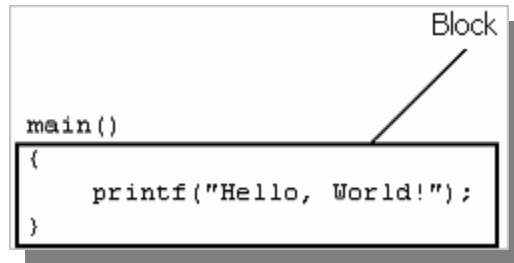 Block
main()
{
printf("Hello, World!");
}